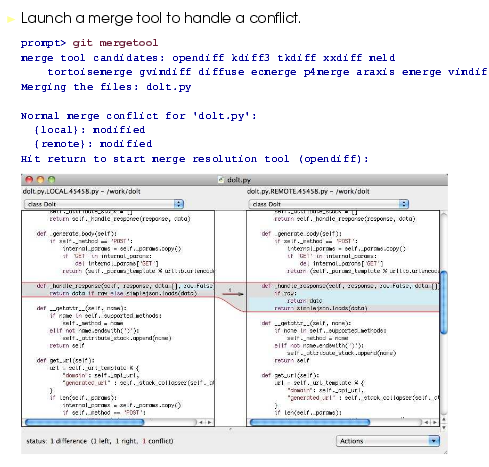 Launch a merge tool to handle a conflict.
prompt> git mergetool
merge tool candidates: opendiff kdiff3 tkdiff xxdiff meld
tortoisemerge gvimdiff diffuse ecmerge p4merge araxis emerge vimdif
Merging the files: dolt.py
Normal merge conflict for 'dolt.py':
{local}: modified
{remote}: modified
Hit return to start merge resolution tool (opendiff):
dolt.py
dolt.py.LOCAL.45458.py - /work/dolt
dolt.py.REMOTE.45458.py - /work/dolt
class Dolt
class Dolt
return self._handle_response(response, data)
def _generate_body(self):
if self._method == 'POST':
internal_params = self._params.copy()
if 'GET' in internal_params:
del internal_params['GET']
return (self._params_template % urllib.urlencode
def _handle_response(self, response, data=[], raw=False
return data if raw else simplejson.loads(data)
def __getattr__(self, name):
if name in self._supported_methods:
self._method = name
elif not name.endswith(')'):
self._attribute_stack.append(name)
return self
def get_url(self):
url = self._url_template % {
"domain": self._api_url,
"generated_url" : self._stack_collapser(self._at
}
if len(self._params):
internal_params = self._params.copy()
if self._method == 'POST':
return self._handle_response(response, data)
def _generate_body(self):
if self._method == 'POST':
internal_params = self._params.copy()
if 'GET' in internal_params:
del internal_params['GET']
return (self._params_template % urllib.urlencode
def _handle_response(self, response, data=[], raw=False
if raw:
return data
return simplejson.loads(data)
def __getattr__(self, name):
if name in self._supported_methods:
self._method = name
elif not name.endswith(')'):
self._attribute_stack.append(name)
return self
def get_url(self):
url = self._url_template % {
"domain": self._api_url,
"generated_url" : self._stack_collapser(self._at
}
if len(self._params):
status: 1 difference (1 left, 1 right, 1 conflict)
Actions